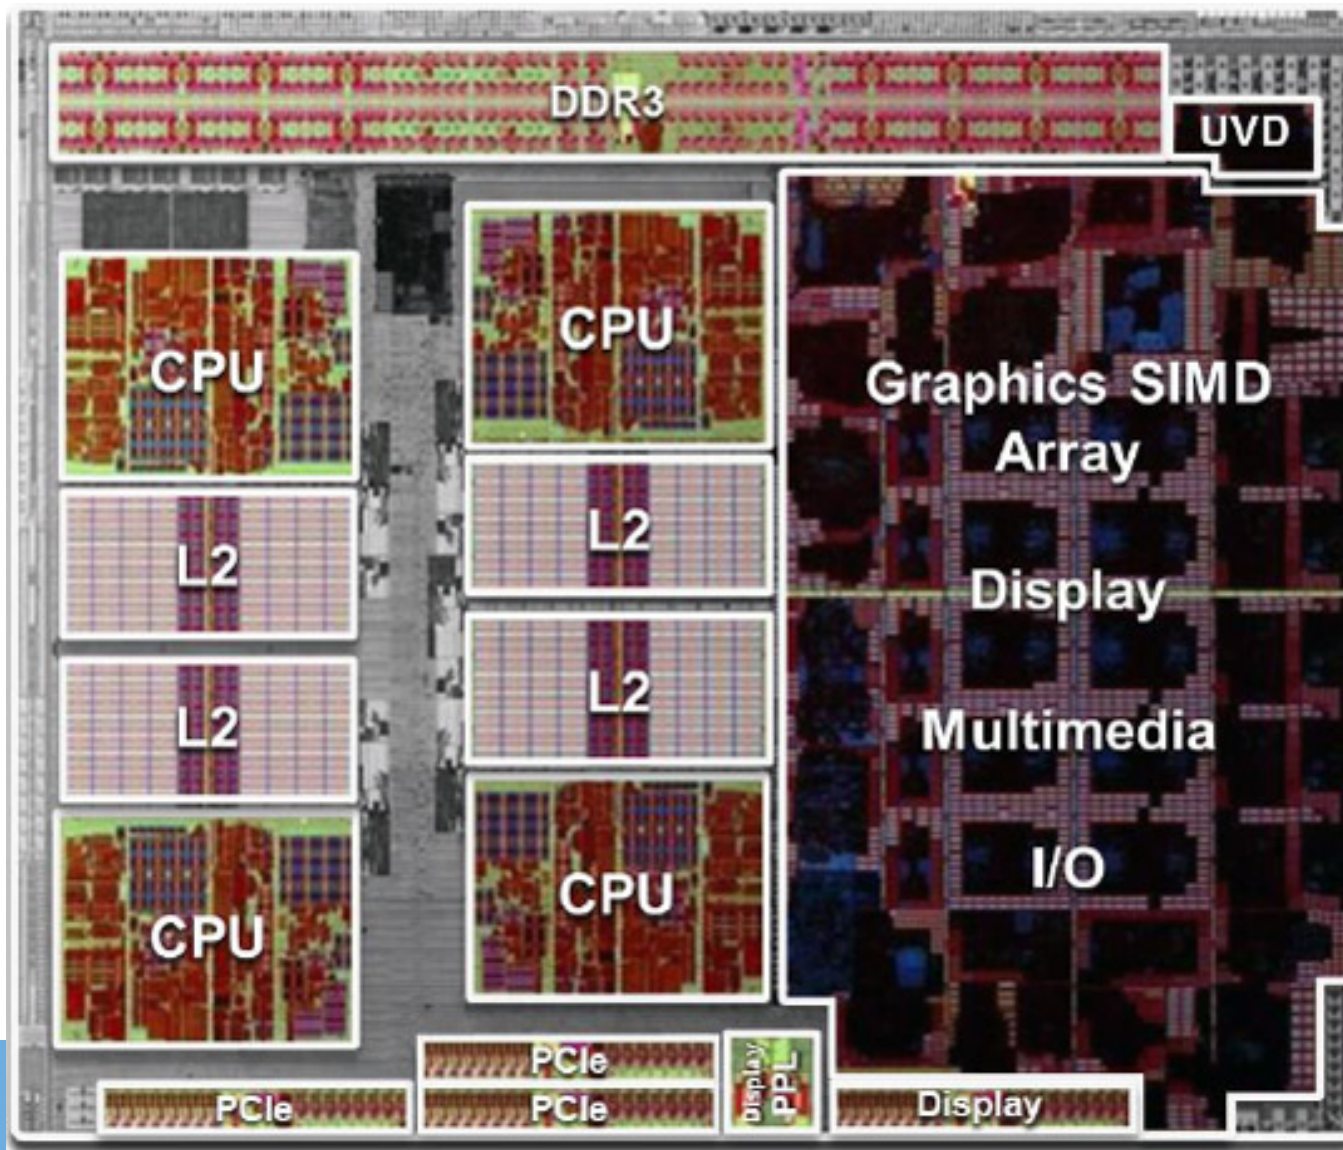 DDR3
UVD
CPU
CPU
Graphics SIMD
Array
L2
L2
Display
L2
L2
Multimedia
CPU
CPU
I/O
PCIe
Display
PPL
PCIe
PCIe
Display